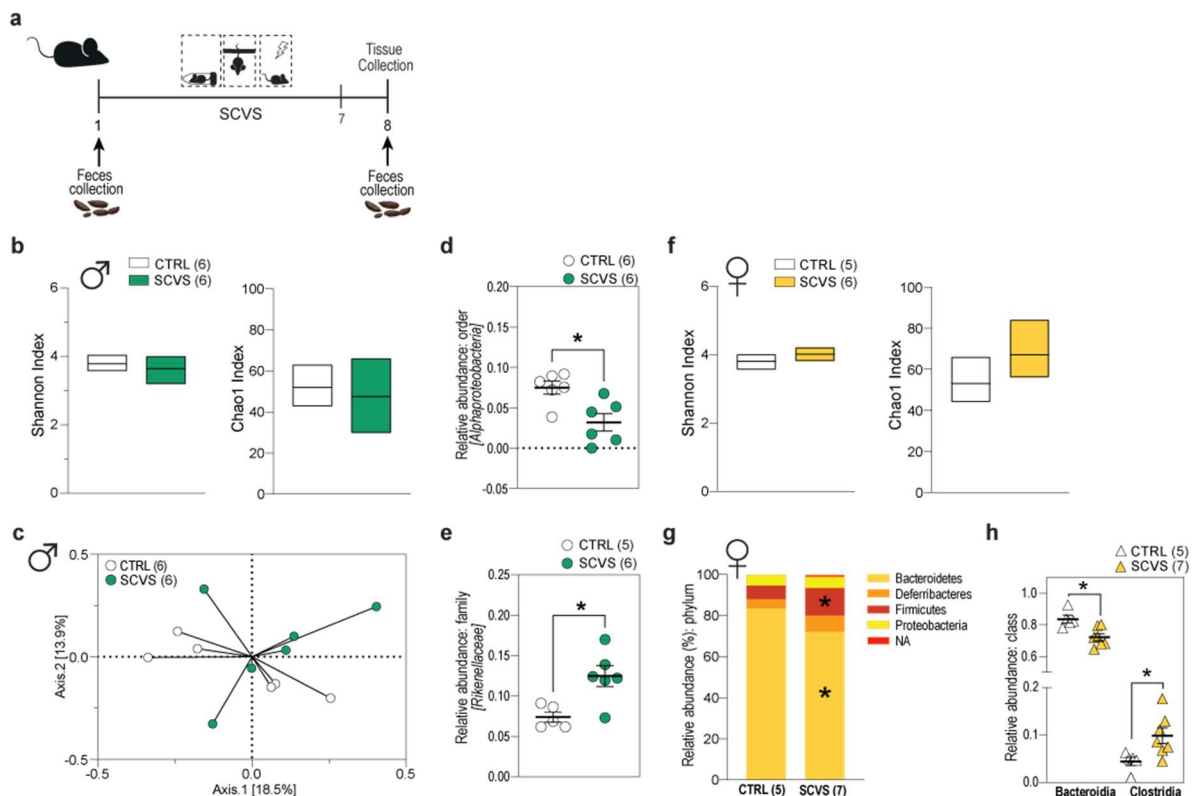 a
Tissue
Collection
SCVS
1
7
8
Feces
collection
Feces
collection
b
CTRL (6)
SCVS (6)
Shannon Index
6
4
2
0
Chao1 Index
100
80
60
40
20
0
c
CTRL (6)
SCVS (6)
Axis.2 [13.9%]
0.5
0.0
-0.5
-0.5
0.0
0.5
Axis.1 [18.5%]
d
CTRL (6)
SCVS (6)
Relative abundance: order
[Alphaproteobacteria]
0.20
0.15
0.10
0.05
0.00
-0.05
*
e
CTRL (5)
SCVS (6)
Relative abundance: family
[Rikenellaceae]
0.25
0.20
0.15
0.10
0.05
0.00
*
f
CTRL (5)
SCVS (6)
Shannon Index
6
4
2
0
Chao1 Index
100
80
60
40
20
0
g
Relative abundance (%): phylum
100
80
60
40
20
0
*
*
CTRL (5)
SCVS (7)
Bacteroidetes
Deferribacteres
Firmicutes
Proteobacteria
NA
h
CTRL (5)
SCVS (7)
Relative abundance: class
1.0
0.8
0.6
0.2
0.1
0.0
*
*
Bacteroidia
Clostridia